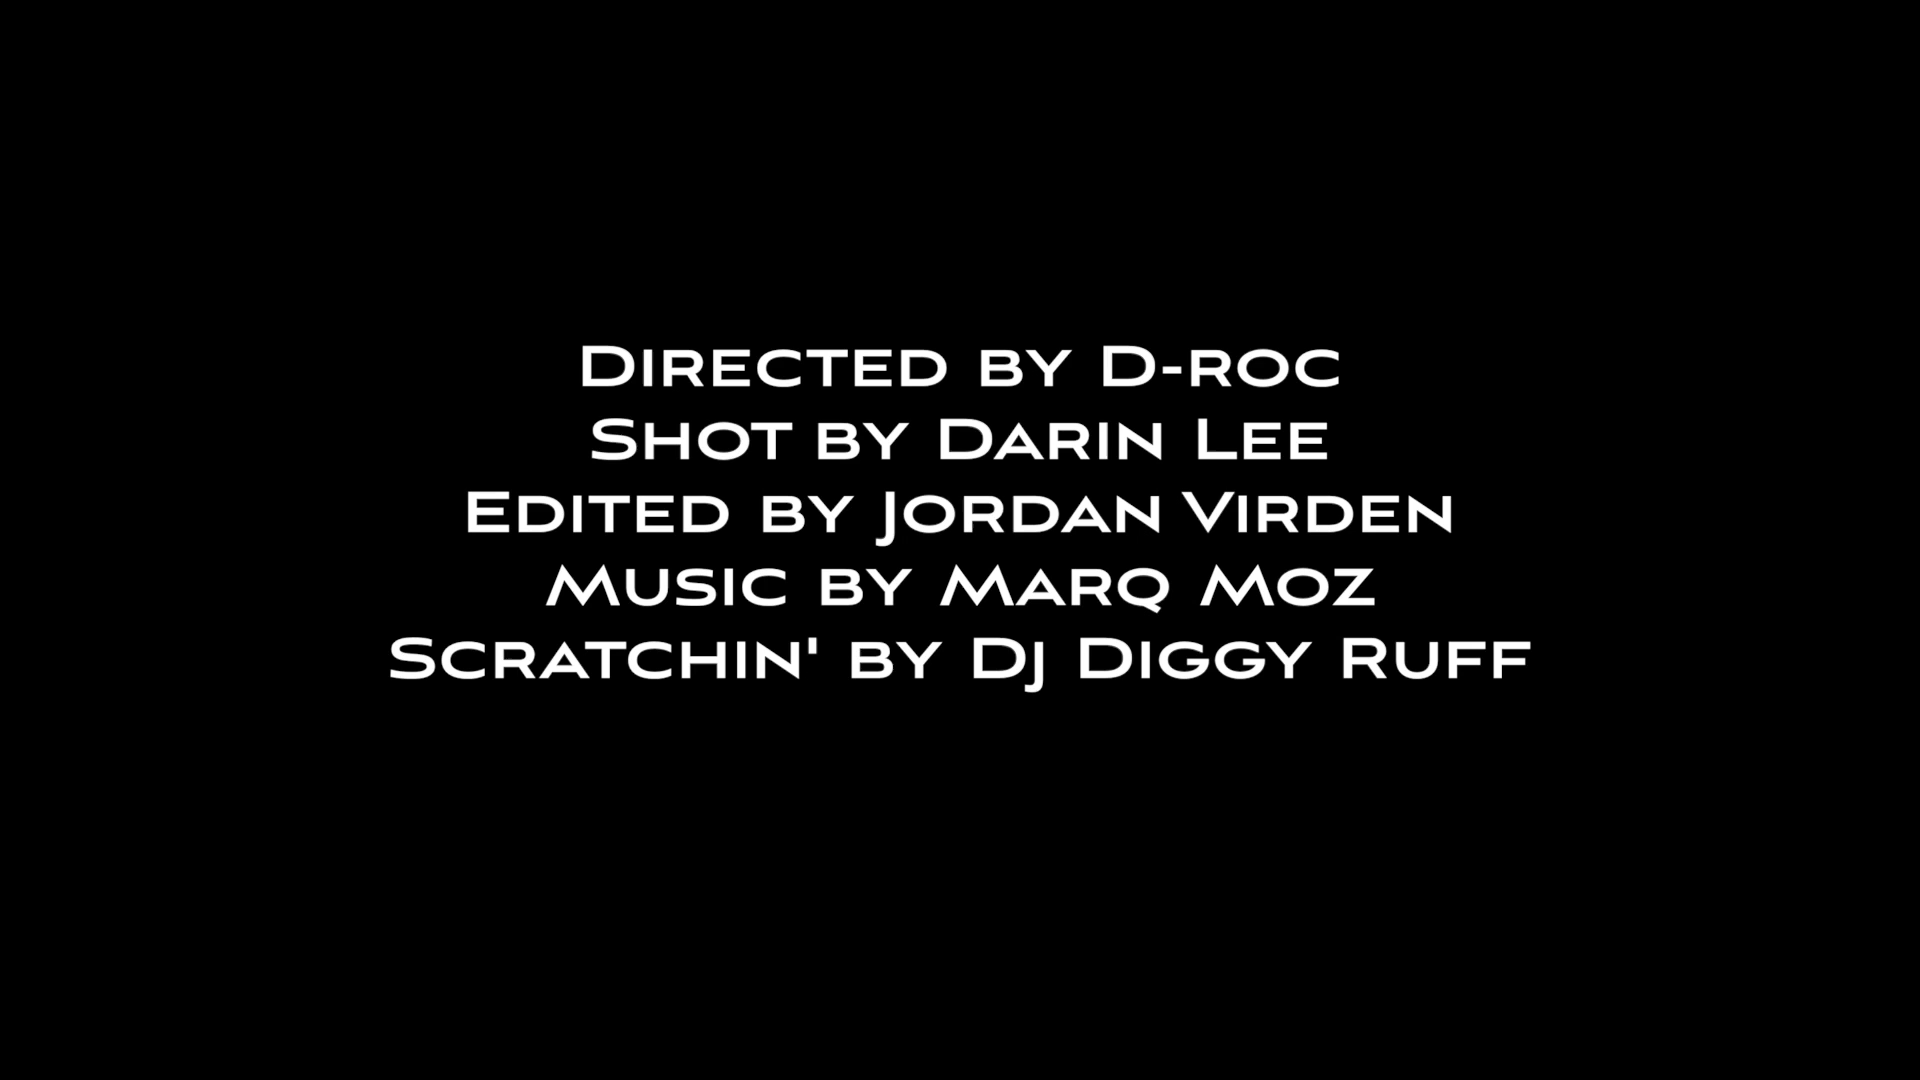 Directed by D-roc
Shot by Darin Lee
Edited by Jordan Virden
Music by Marq Moz
Scratchin' by Dj Diggy Ruff